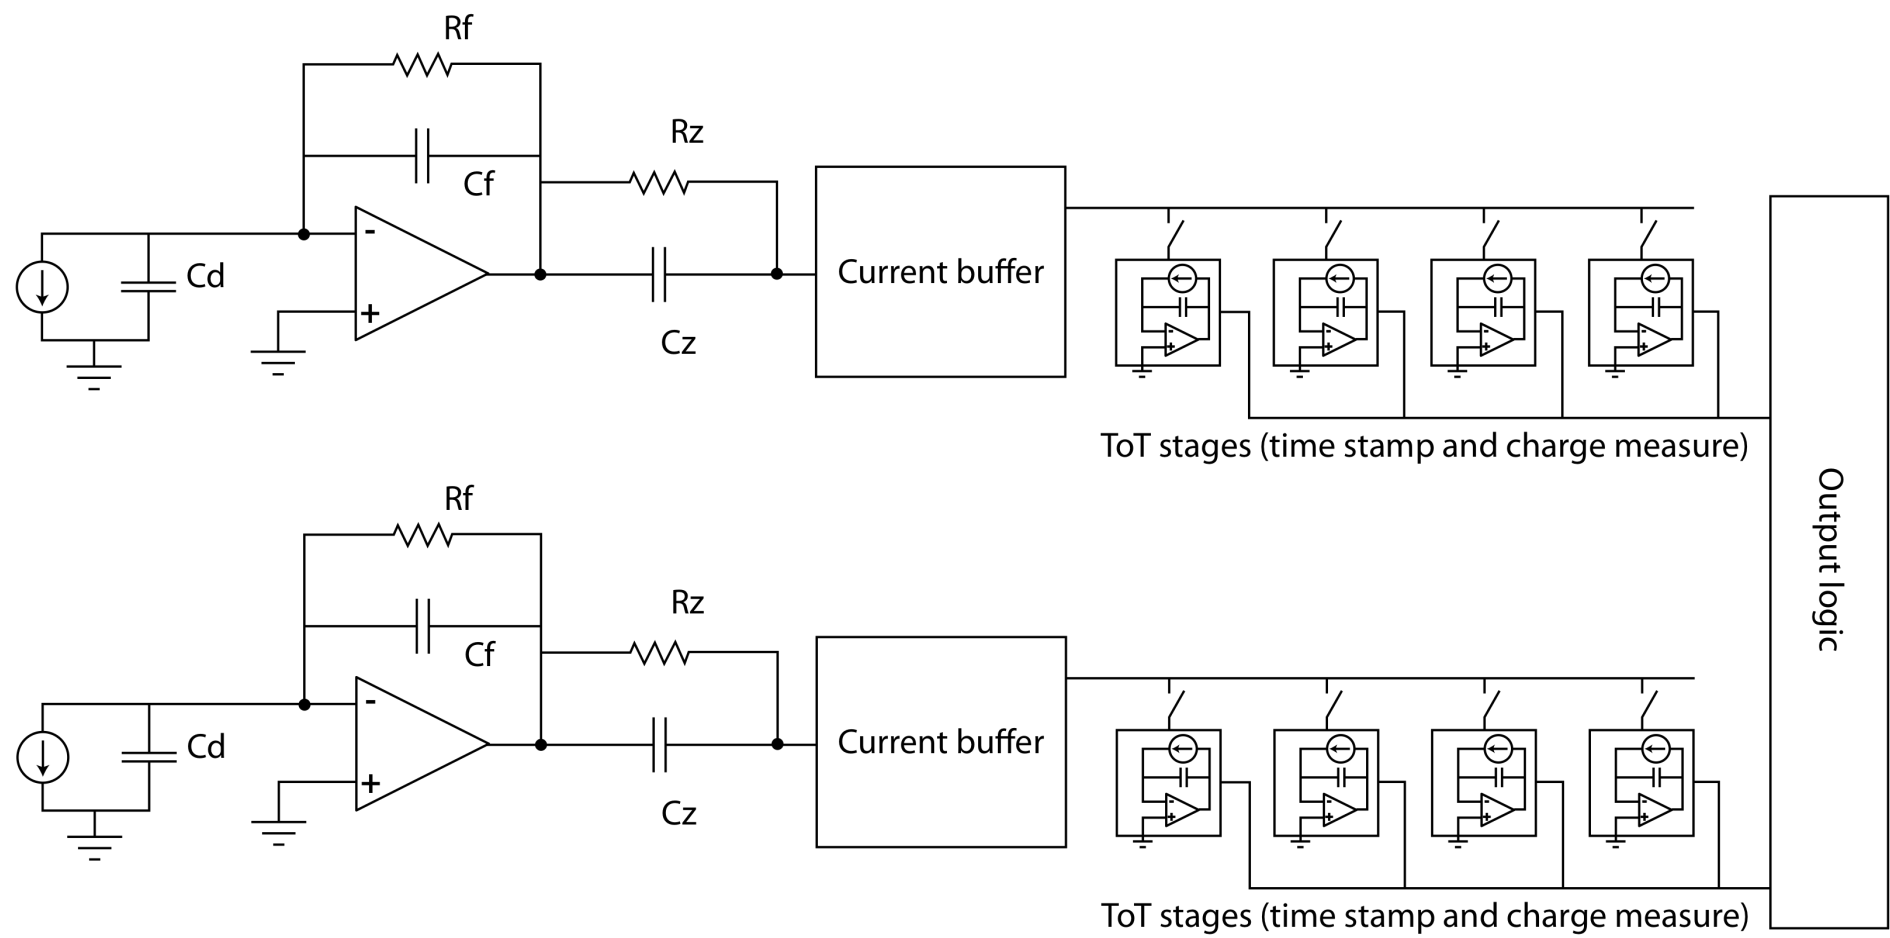 Rf
Rz
Cf
-
Cd
+
Cz
Current buffer
ToT stages (time stamp and charge measure)
Output logic
Rf
Rz
Cf
-
Cd
+
Cz
Current buffer
ToT stages (time stamp and charge measure)